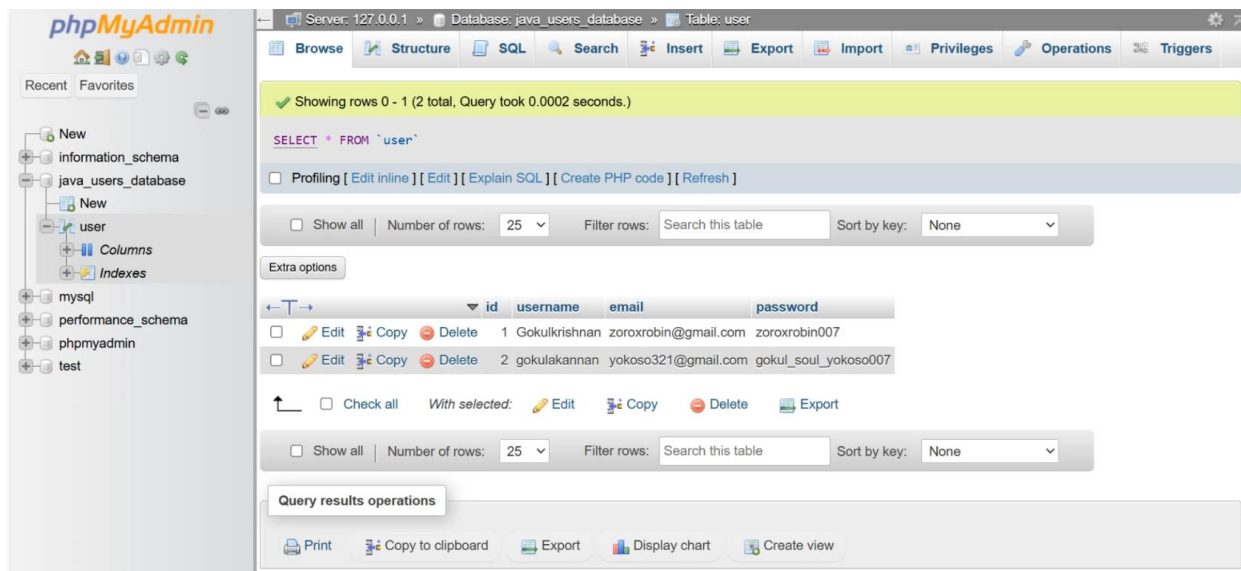 phpMyAdmin
Recent Favorites
New
information_schema
java_users_database
New
user
Columns
Indexes
mysql
performance_schema
phpmyadmin
test
Server: 127.0.0.1 » Database: java_users_database » Table: user
Browse Structure SQL Search Insert Export Import Privileges Operations Triggers
Showing rows 0 - 1 (2 total, Query took 0.0002 seconds.)
SELECT * FROM `user`
Profiling [ Edit inline ] [ Edit ] [ Explain SQL ] [ Create PHP code ] [ Refresh ]
Show all | Number of rows: 25 Filter rows: Search this table Sort by key: None
Extra options
←T→ id username email password
Edit Copy Delete 1 Gokulkrishnan zoroxrobin@gmail.com zoroxrobin007
Edit Copy Delete 2 gokulakannan yokoso321@gmail.com gokul_soul_yokoso007
Check all With selected: Edit Copy Delete Export
Show all | Number of rows: 25 Filter rows: Search this table Sort by key: None
Query results operations
Print Copy to clipboard Export Display chart Create view